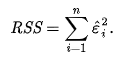 RSS = \sum_{i-1}^{n} \hat{\varepsilon}_i^2.